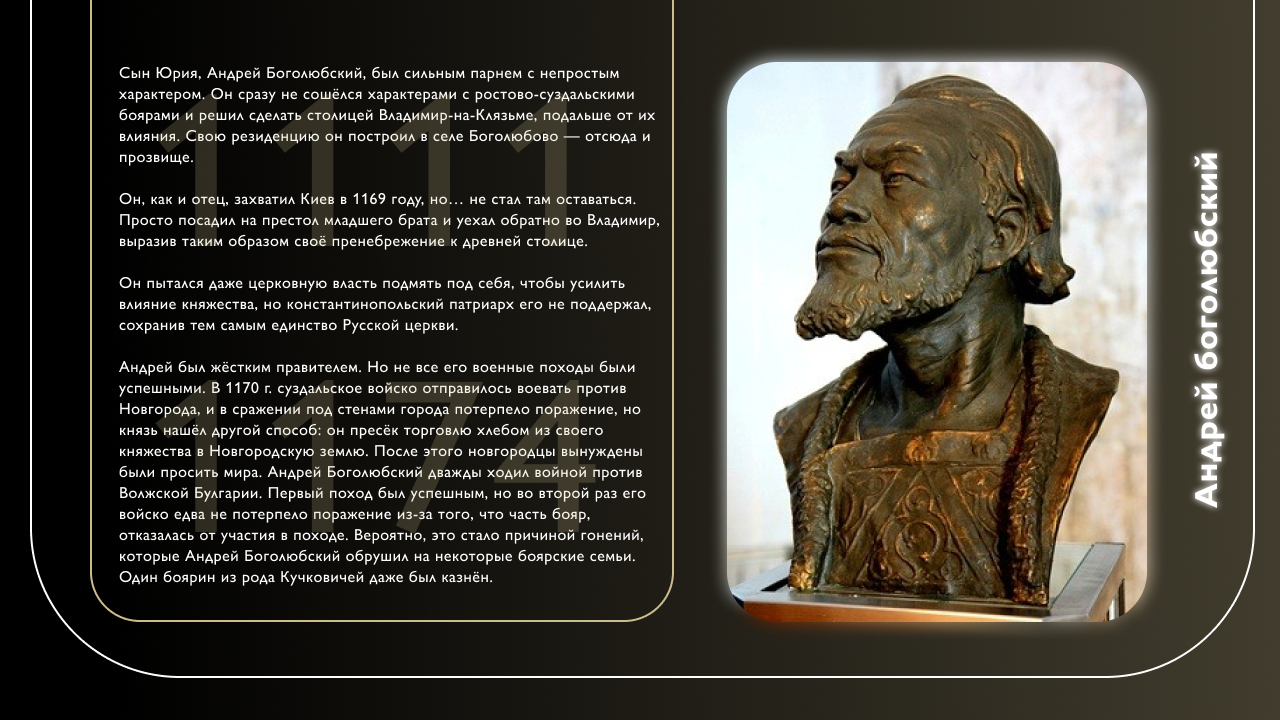 Сын Юрия, Андрей Боголюбский, был сильным парнем с непростым
характером. Он сразу не сошёлся характерами с ростово-суздальскими
боярами и решил сделать столицей Владимир-на-Клязьме, подальше от их
влияния. Свою резиденцию он построил в селе Боголюбово — отсюда и
прозвище.
Он, как и отец, захватил Киев в 1169 году, но… не стал там оставаться.
Просто посадил на престол младшего брата и уехал обратно во Владимир,
выразив таким образом своё пренебрежение к древней столице.
Он пытался даже церковную власть подмять под себя, чтобы усилить
влияние княжества, но константинопольский патриарх его не поддержал,
сохранив тем самым единство Русской церкви.
Андрей был жёстким правителем. Но не все его военные походы были
успешными. В 1170 г. суздальское войско отправилось воевать против
Новгорода, и в сражении под стенами города потерпело поражение, но
князь нашёл другой способ: он пресёк торговлю хлебом из своего
княжества в Новгородскую землю. После этого новгородцы вынуждены
были просить мира. Андрей Боголюбский дважды ходил войной против
Волжской Булгарии. Первый поход был успешным, но во второй раз его
войско едва не потерпело поражение из-за того, что часть бояр,
отказалась от участия в походе. Вероятно, это стало причиной гонений,
которые Андрей Боголюбский обрушил на некоторые боярские семьи.
Один боярин из рода Кучковичей даже был казнён.
1111
1174
Андрей боголюбский